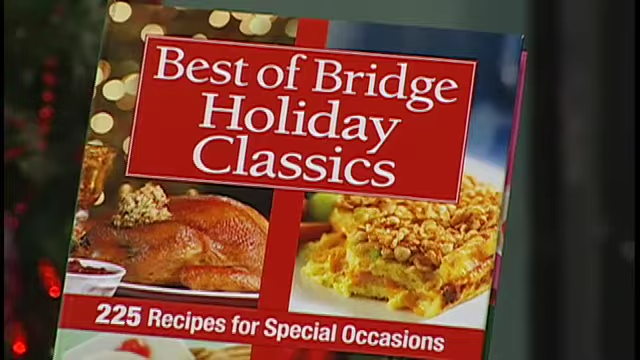 Best of Bridge
Holiday
Classics
225 Recipes for Special Occasions